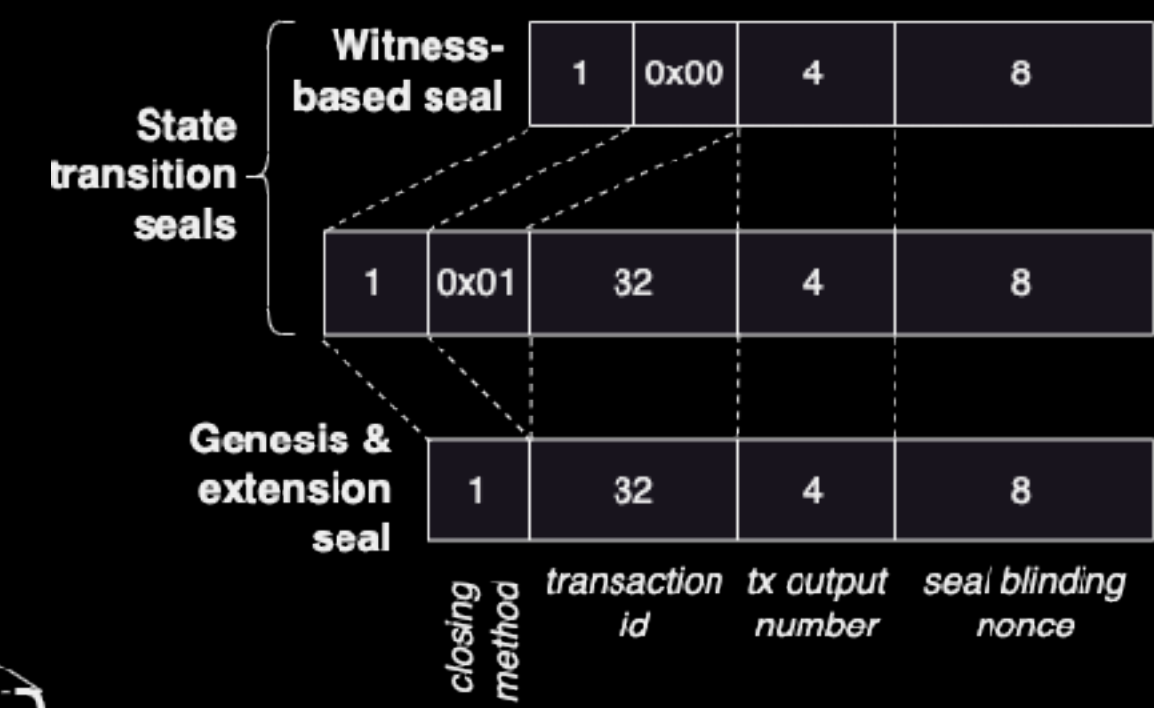 Witness-
based seal
1 0x00 4 8
State
transition
seals
1 0x01 32 4 8
Genesis &
extension
seal
1 32 4 8
closing
method
transaction
id
tx output
number
seal blinding
nonce